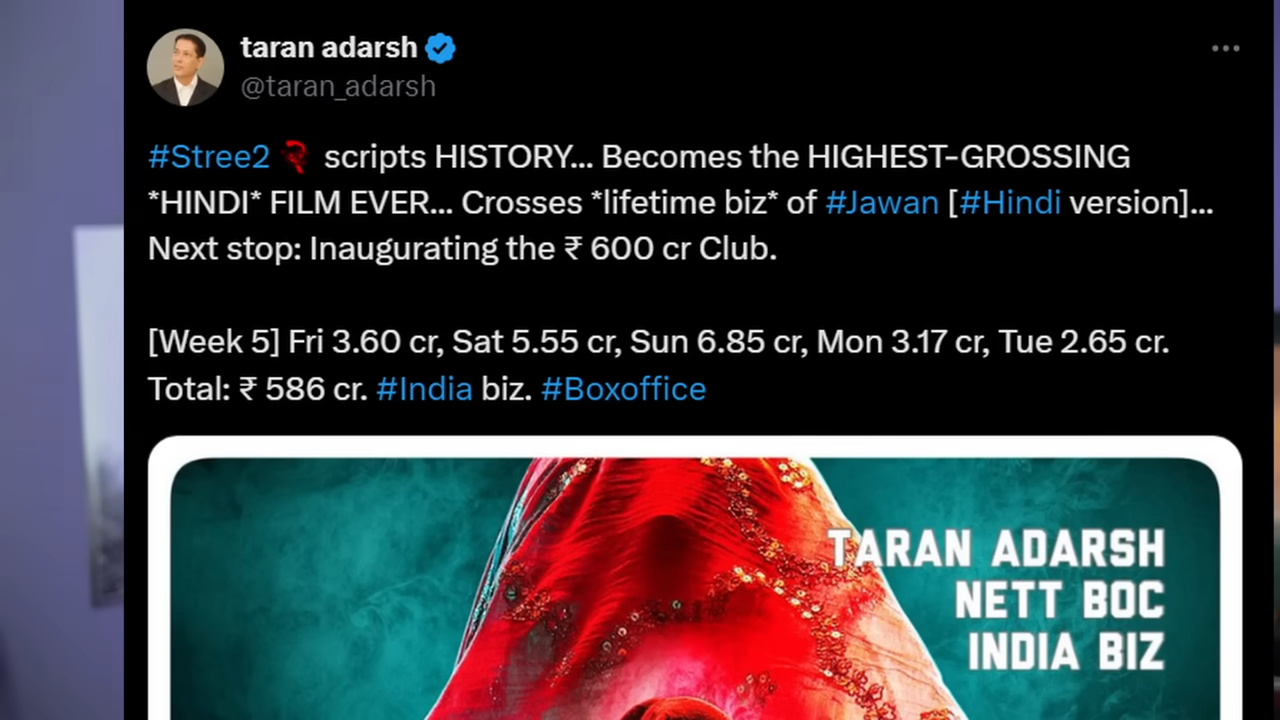 taran adarsh
@taran_adarsh
#Stree2 scripts HISTORY... Becomes the HIGHEST-GROSSING
*HINDI* FILM EVER... Crosses *lifetime biz* of #Jawan [#Hindi version]...
Next stop: Inaugurating the ₹ 600 cr Club.
[Week 5] Fri 3.60 cr, Sat 5.55 cr, Sun 6.85 cr, Mon 3.17 cr, Tue 2.65 cr.
Total: ₹ 586 cr. #India biz. #Boxoffice
TARAN ADARSH
NETT BOC
INDIA BIZ